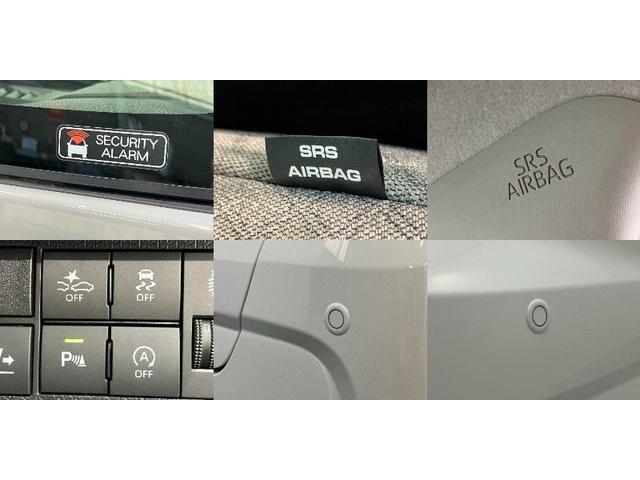 SECURITY
ALARM
SRS
AIRBAG
SRS
AIRBAG
OFF
OFF
P
A
OFF